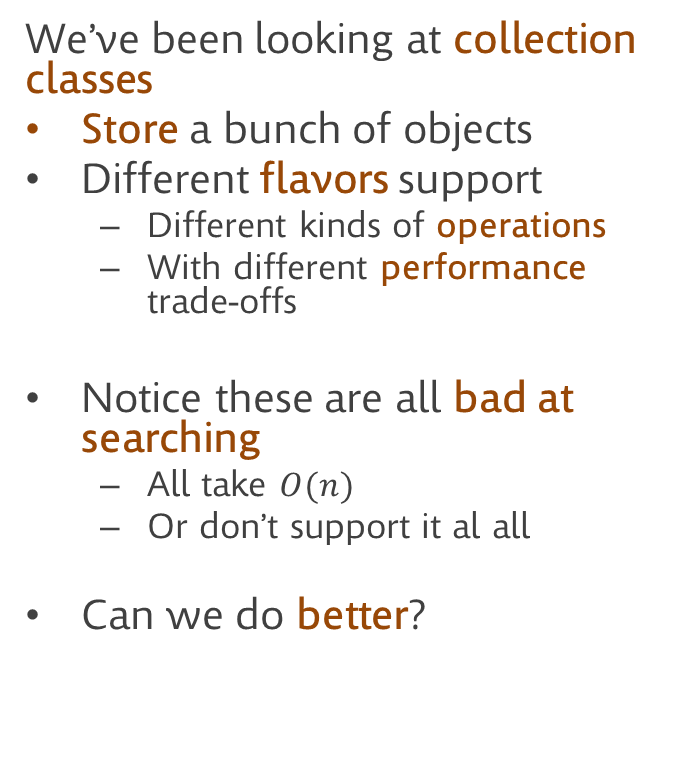 We’ve been looking at collection
classes
• Store a bunch of objects
• Different flavors support
– Different kinds of operations
– With different performance
trade-offs
• Notice these are all bad at
searching
– All take O(n)
– Or don’t support it al all
• Can we do better?